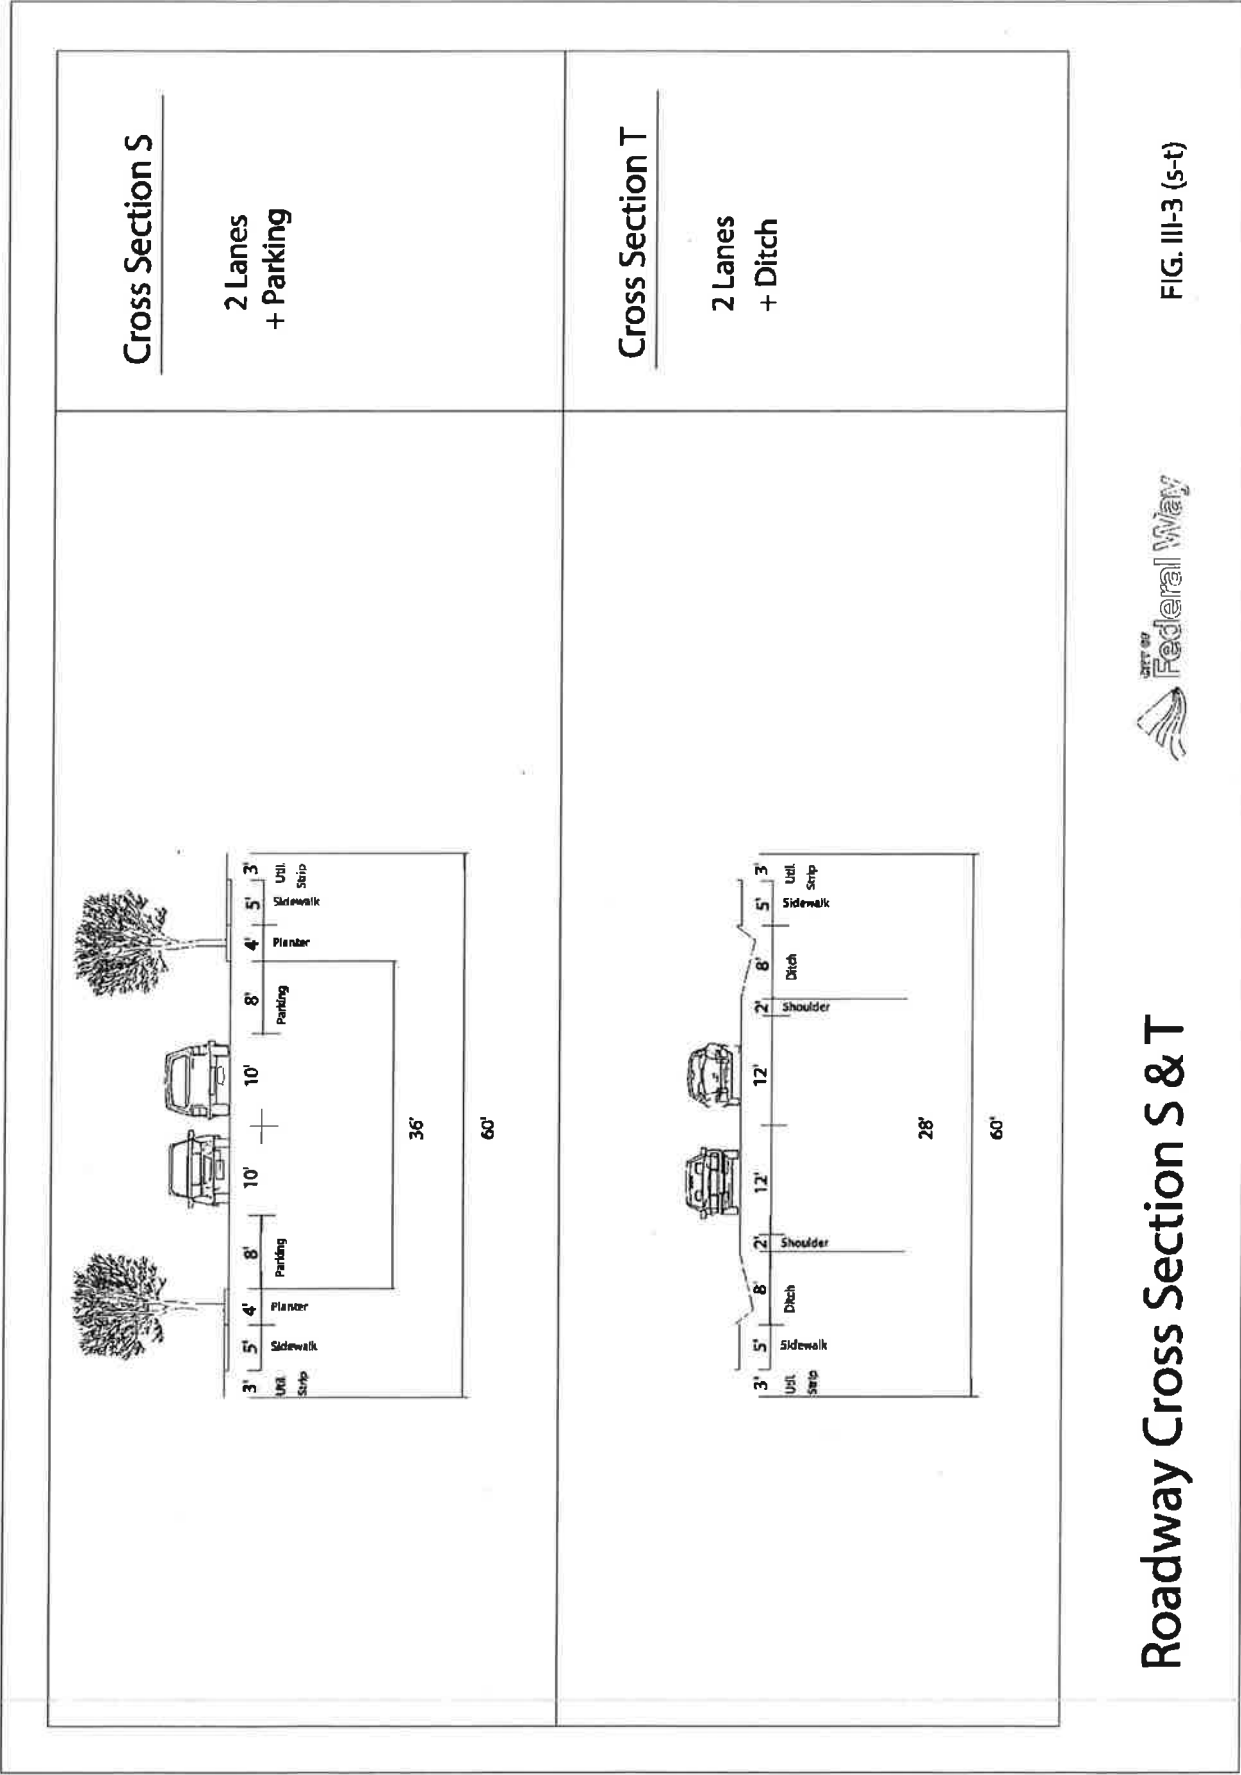 Cross Section S
2 Lanes
+ Parking
3' 5' 4' 8' 10' 10' 8' 4' 5' 3'
Util. Strip
Sidewalk
Planter
Parking
Parking
Planter
Sidewalk
Util. Strip
36'
60'
Cross Section T
2 Lanes
+ Ditch
3' 5' 8' 2' 12' 12' 2' 8' 5' 3'
Util. Strip
Sidewalk
Ditch
Shoulder
Shoulder
Ditch
Sidewalk
Util. Strip
28'
60'
Roadway Cross Section S & T
CITY OF
Federal Way
FIG. III-3 (s-t)